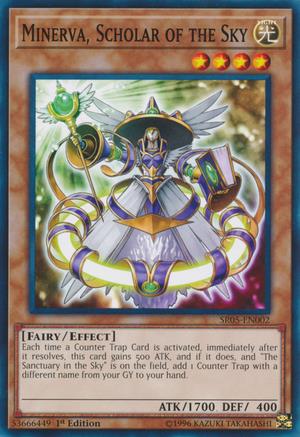 MINERVA, SCHOLAR OF THE SKY
LIGHT
光
SR05-EN002
[FAIRY/EFFECT]
Each time a Counter Trap Card is activated, immediately after
it resolves, this card gains 500 ATK, and if it does, and "The
Sanctuary in the Sky" is on the field, add 1 Counter Trap with a
different name from your GY to your hand.
ATK/1700 DEF/ 400
53666449 1st Edition ©1996 KAZUKI TAKAHASHI